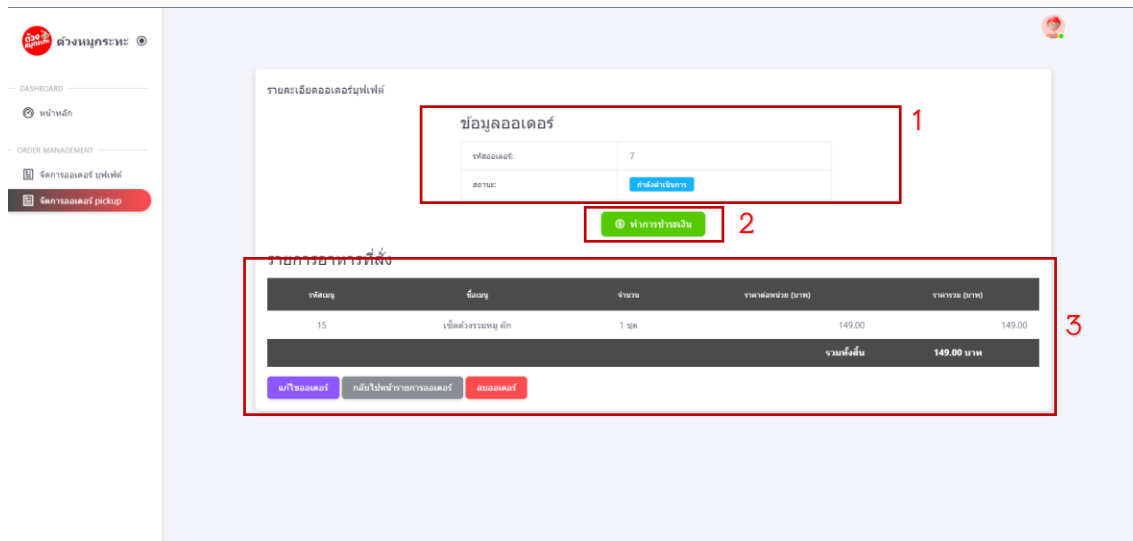 ด้วง
หมูกระทะ
ด้วงหมูกระทะ
DASHBOARD
หน้าหลัก
ORDER MANAGEMENT
จัดการออเดอร์ บุฟเฟ่ต์
จัดการออเดอร์ pickup
รายละเอียดออเดอร์บุฟเฟ่ต์
1
ข้อมูลออเดอร์
รหัสออเดอร์: 7
สถานะ: กำลังดำเนินการ
ทำการชำระเงิน
2
รายการอาหารที่สั่ง
รหัสเมนู ชื่อเมนู จำนวน ราคาต่อหน่วย (บาท) ราคารวม (บาท)
15 เซ็ตด้วงรวมหมู ผัก 1 ชุด 149.00 149.00
3
รวมทั้งสิ้น 149.00 บาท
แก้ไขออเดอร์ กลับไปหน้ารายการออเดอร์ ลบออเดอร์